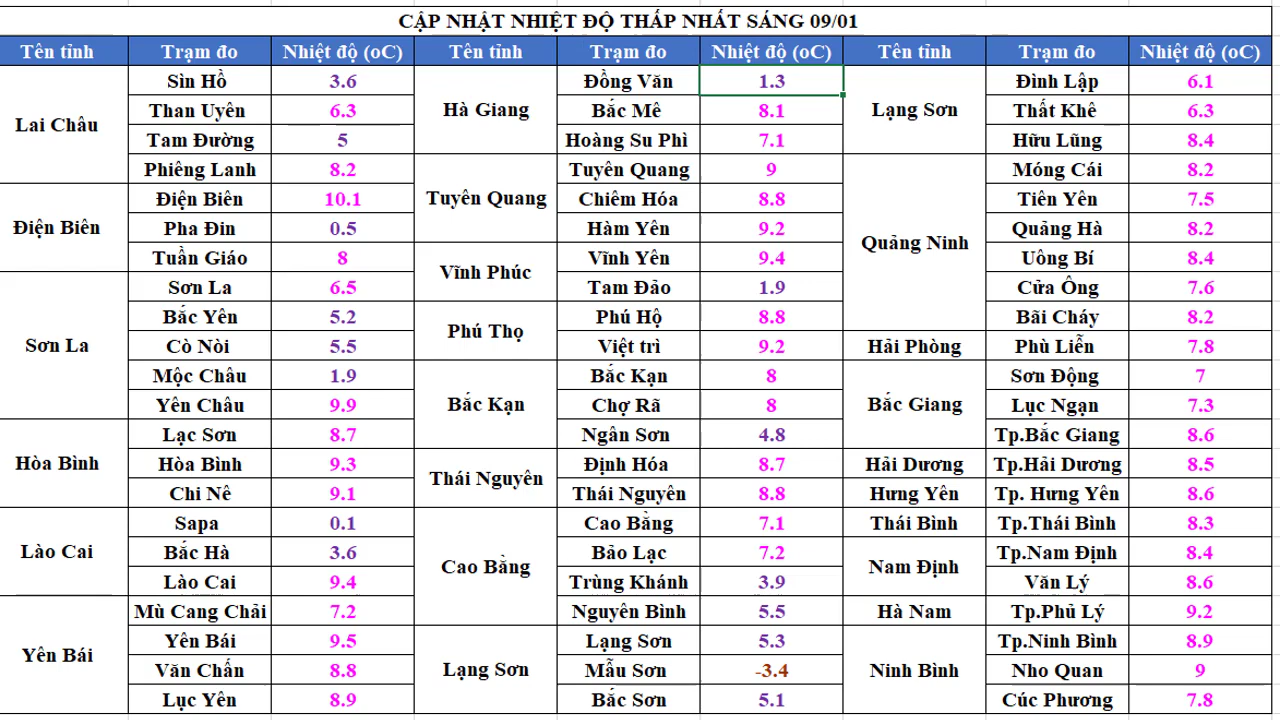 CẬP NHẬT NHIỆT ĐỘ THẤP NHẤT SÁNG 09/01
Tên tỉnh Trạm đo Nhiệt độ (oC) Tên tỉnh Trạm đo Nhiệt độ (oC) Tên tỉnh Trạm đo Nhiệt độ (oC)
Lai Châu Sìn Hồ 3.6 Hà Giang Đồng Văn 1.3 Lạng Sơn Đình Lập 6.1
Than Uyên 6.3 Bắc Mê 8.1 Thất Khê 6.3
Tam Đường 5 Hoàng Su Phì 7.1 Hữu Lũng 8.4
Phiêng Lanh 8.2 Tuyên Quang Tuyên Quang 9 Quảng Ninh Móng Cái 8.2
Điện Biên Điện Biên 10.1 Chiêm Hóa 8.8 Tiên Yên 7.5
Pha Đin 0.5 Hàm Yên 9.2 Quảng Hà 8.2
Tuần Giáo 8 Vĩnh Phúc Vĩnh Yên 9.4 Uông Bí 8.4
Sơn La Sơn La 6.5 Tam Đảo 1.9 Cửa Ông 7.6
Bắc Yên 5.2 Phú Thọ Phú Hộ 8.8 Bãi Cháy 8.2
Cò Nòi 5.5 Việt trì 9.2 Hải Phòng Phù Liễn 7.8
Mộc Châu 1.9 Bắc Kạn Bắc Kạn 8 Bắc Giang Sơn Động 7
Yên Châu 9.9 Chợ Rã 8 Lục Ngạn 7.3
Hòa Bình Lạc Sơn 8.7 Ngân Sơn 4.8 Tp.Bắc Giang 8.6
Hòa Bình 9.3 Thái Nguyên Định Hóa 8.7 Hải Dương Tp.Hải Dương 8.5
Chi Nê 9.1 Thái Nguyên 8.8 Hưng Yên Tp. Hưng Yên 8.6
Lào Cai Sapa 0.1 Cao Bằng Cao Bằng 7.1 Thái Bình Tp.Thái Bình 8.3
Bắc Hà 3.6 Bảo Lạc 7.2 Nam Định Tp.Nam Định 8.4
Lào Cai 9.4 Trùng Khánh 3.9 Văn Lý 8.6
Yên Bái Mù Cang Chải 7.2 Nguyên Bình 5.5 Hà Nam Tp.Phủ Lý 9.2
Yên Bái 9.5 Lạng Sơn Lạng Sơn 5.3 Ninh Bình Tp.Ninh Bình 8.9
Văn Chấn 8.8 Mẫu Sơn -3.4 Nho Quan 9
Lục Yên 8.9 Bắc Sơn 5.1 Cúc Phương 7.8